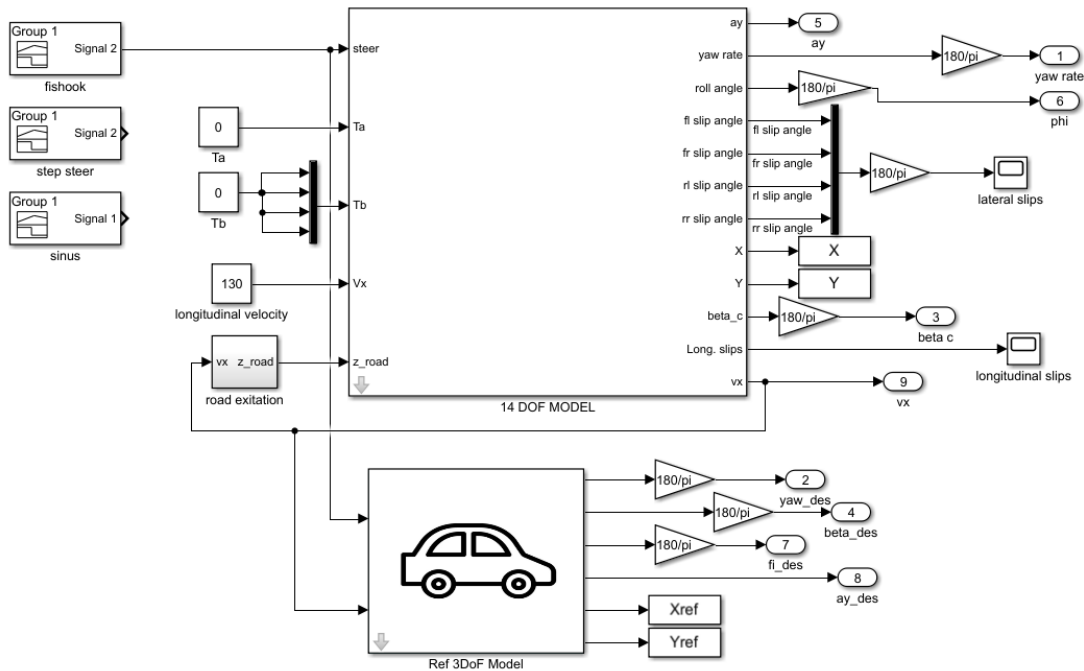 Group 1
Signal 2
fishook
Group 1
Signal 2
step steer
Group 1
Signal 1
sinus
0
Ta
0
Tb
130
longitudinal velocity
vx z_road
road exitation
steer
Ta
Tb
Vx
z_road
ay
yaw rate
roll angle
fl slip angle
fr slip angle
rl slip angle
rr slip angle
X
Y
beta_c
Long. slips
vx
14 DOF MODEL
5
ay
180/pi
1
yaw rate
180/pi
6
phi
fl slip angle
fr slip angle
rl slip angle
rr slip angle
180/pi
lateral slips
X
Y
180/pi
3
beta c
longitudinal slips
9
vx
Ref 3DoF Model
180/pi
2
yaw_des
180/pi
4
beta_des
180/pi
7
fi_des
8
ay_des
Xref
Yref